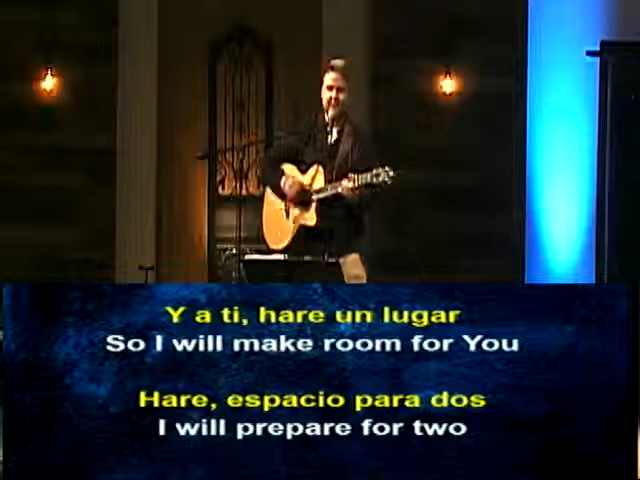 Y a ti, hare un lugar
So I will make room for You
Hare, espacio para dos
I will prepare for two